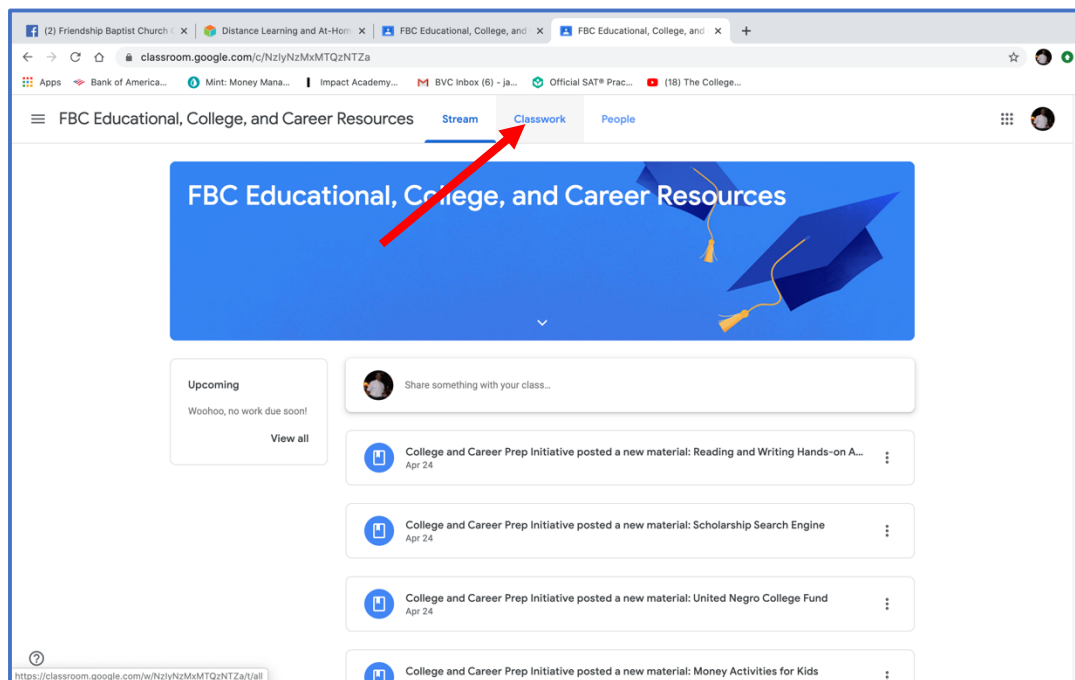 (2) Friendship Baptist Church
Distance Learning and At-Hom
FBC Educational, College, and
FBC Educational, College, and
classroom.google.com/c/NzIyNzMxMTQzNTZa
Apps
Bank of America...
Mint: Money Mana...
Impact Academy...
BVC Inbox (6) - ja...
Official SAT® Prac...
(18) The College...
FBC Educational, College, and Career Resources
Stream
Classwork
People
FBC Educational, College, and Career Resources
Upcoming
Woohoo, no work due soon!
View all
Share something with your class...
College and Career Prep Initiative posted a new material: Reading and Writing Hands-on A...
Apr 24
College and Career Prep Initiative posted a new material: Scholarship Search Engine
Apr 24
College and Career Prep Initiative posted a new material: United Negro College Fund
Apr 24
College and Career Prep Initiative posted a new material: Money Activities for Kids
https://classroom.google.com/w/NzIyNzMxMTQzNTZa/t/all